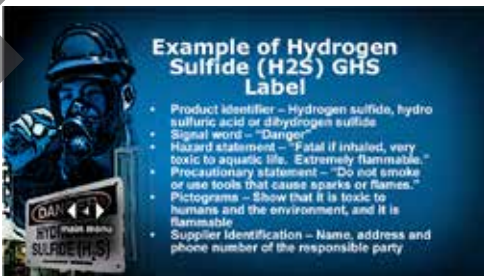 Example of Hydrogen
Sulfide (H2S) GHS
Label
• Product identifier – Hydrogen sulfide, hydro
sulfuric acid or dihydrogen sulfide
• Signal word – "Danger"
• Hazard statement – "Fatal if inhaled, very
toxic to aquatic life. Extremely flammable."
• Precautionary statement – "Do not smoke
or use tools that cause sparks or flames."
• Pictograms – Show that it is toxic to
humans and the environment, and it is
flammable
• Supplier Identification – Name, address and
phone number of the responsible party
DAN
HYD
main menu
SULFIDE (H₂S)